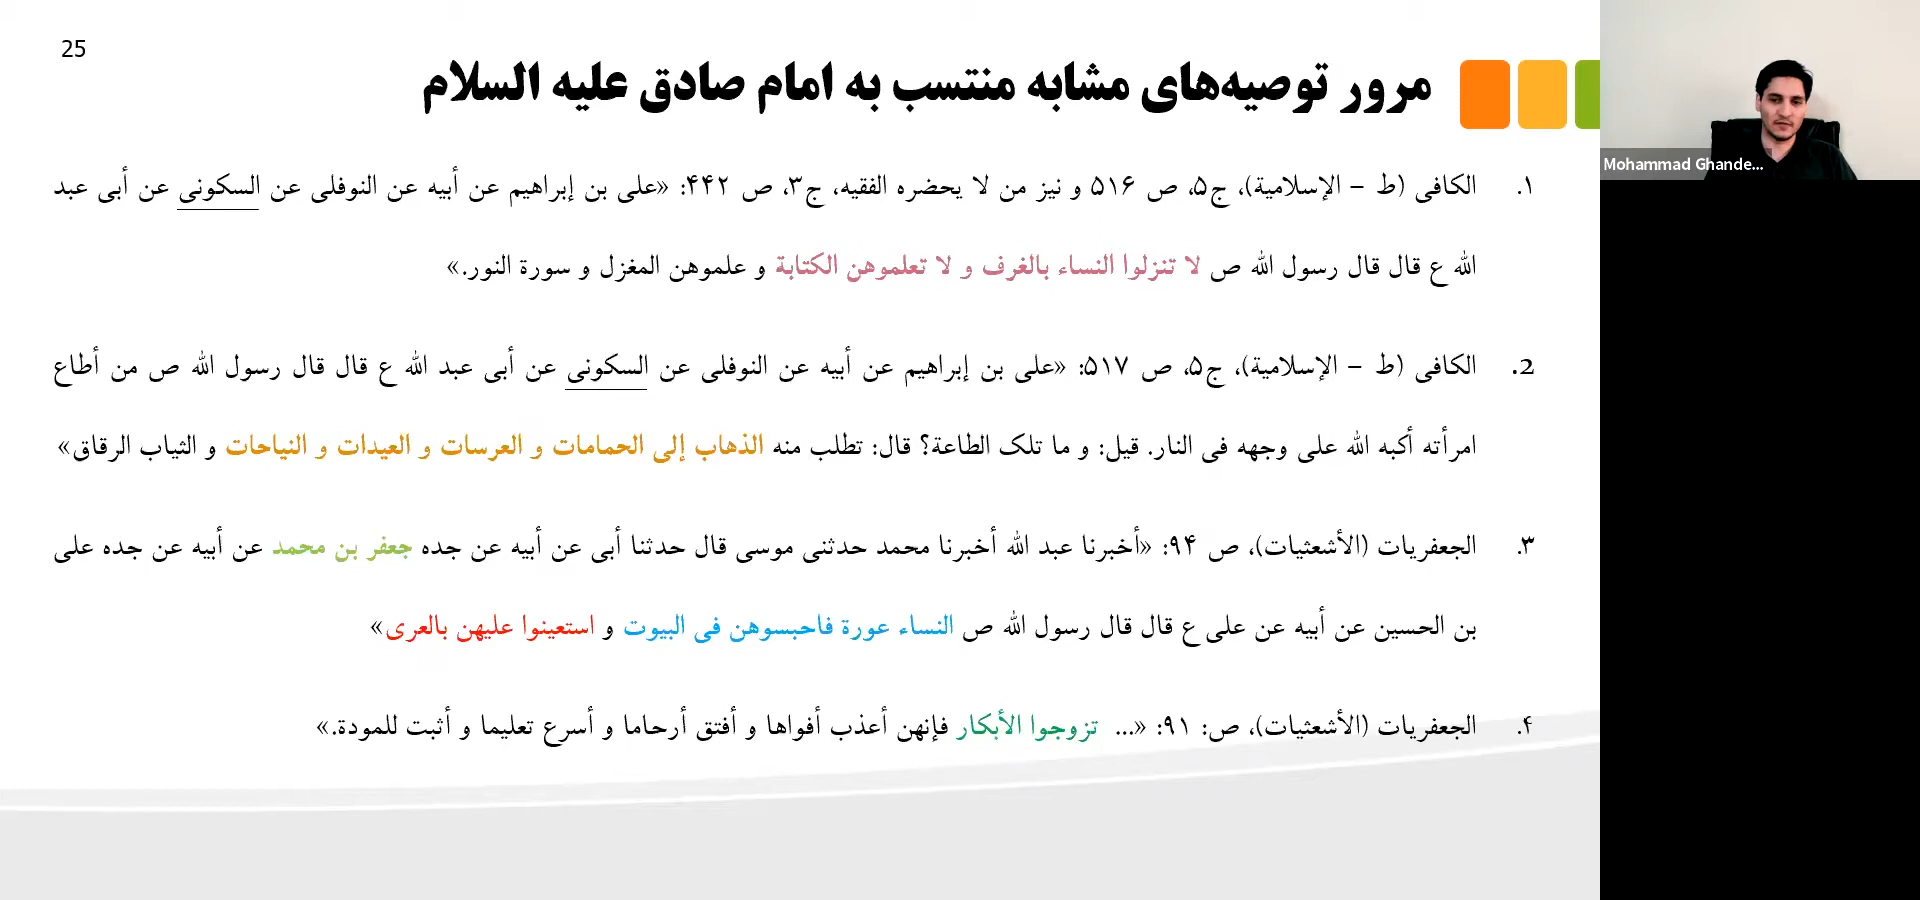 25
مرور توصیه‌های مشابه منتسب به امام صادق علیه السلام
۱. الکافی (ط – الإسلامیة)، ج۵، ص ۵۱۶ و نیز من لا یحضره الفقیه، ج۳، ص ۴۴۲: «علی بن إبراهیم عن أبیه عن النوفلی عن السکونی عن أبی عبد
الله ع قال قال رسول الله ص لا تنزلوا النساء بالغرف و لا تعلموهن الکتابة و علموهن المغزل و سورة النور.»
2. الکافی (ط – الإسلامیة)، ج۵، ص ۵۱۷: «علی بن إبراهیم عن أبیه عن النوفلی عن السکونی عن أبی عبد الله ع قال قال رسول الله ص من أطاع
امرأته أکبه الله علی وجهه فی النار. قیل: و ما تلک الطاعة؟ قال: تطلب منه الذهاب إلی الحمامات و العرسات و العیدات و النیاحات و الثیاب الرقاق»
۳. الجعفریات (الأشعثیات)، ص ۹۴: «أخبرنا عبد الله أخبرنا محمد حدثنی موسی قال حدثنا أبی عن أبیه عن جده جعفر بن محمد عن أبیه عن جده علی
بن الحسین عن أبیه عن علی ع قال قال رسول الله ص النساء عورة فاحبسوهن فی البیوت و استعینوا علیهن بالعری»
۴. الجعفریات (الأشعثیات)، ص: ۹۱: «... تزوجوا الأبکار فإنهن أعذب أفواها و أفتق أرحاما و أسرع تعلیما و أثبت للمودة.»
Mohammad Ghande...